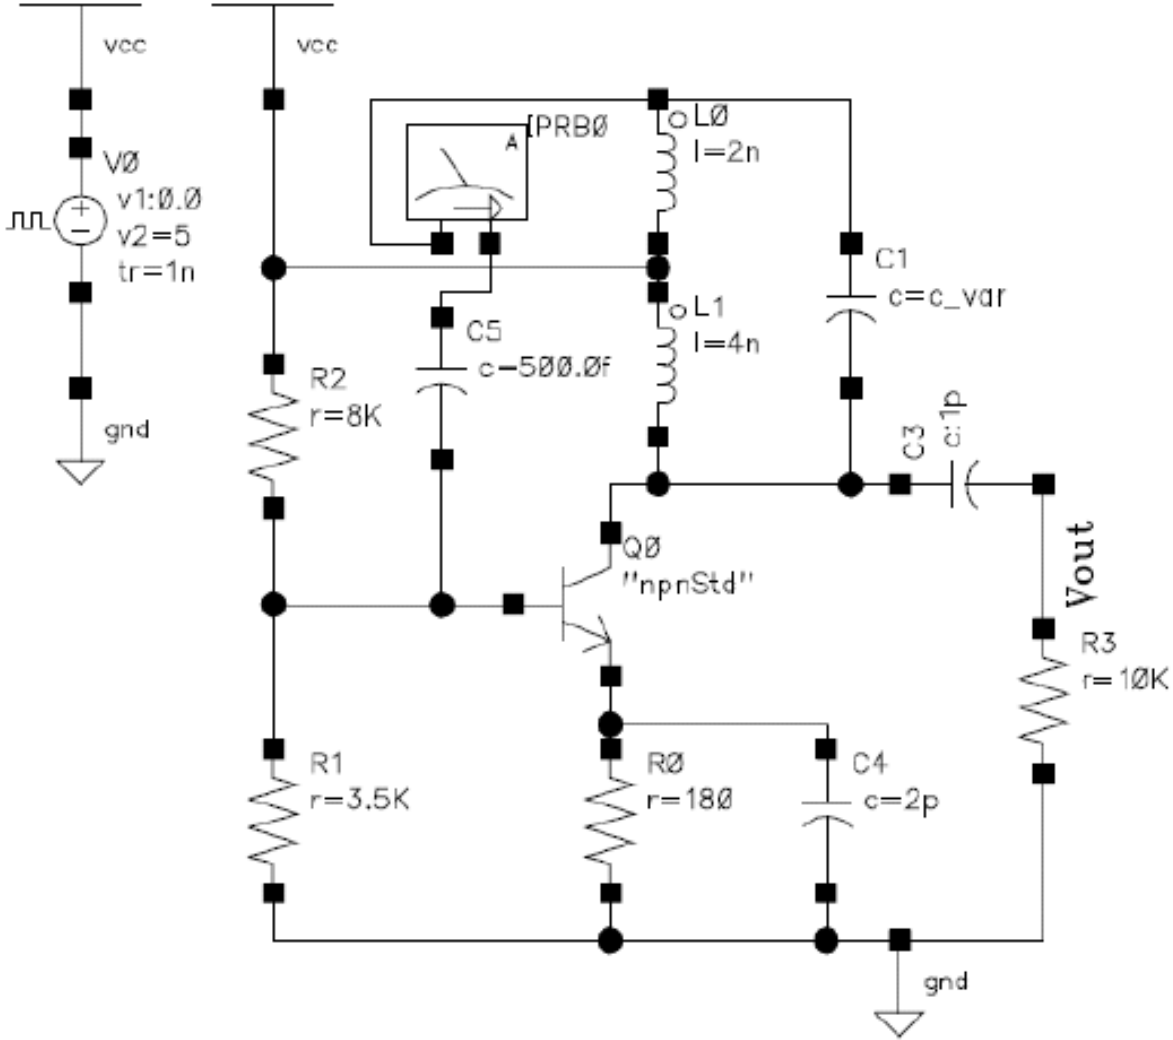 vcc
vcc
V0
v1:0.0
v2=5
tr=1n
gnd
IPRB0
A
L0
l=2n
C1
c=c_var
L1
l=4n
C5
c=500.0f
R2
r=8K
C3
c:1p
Q0
"npnStd"
Vout
R3
r=10K
R1
r=3.5K
R0
r=180
C4
c=2p
gnd